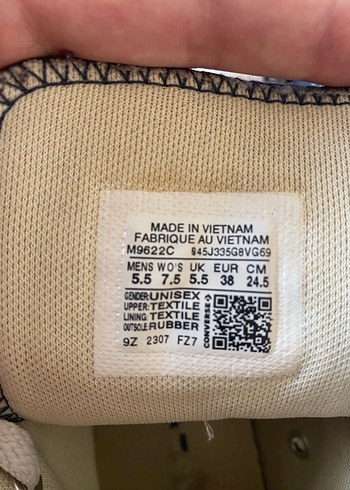 MADE IN VIETNAM
FABRIQUE AU VIETNAM
M9622C 945J335G8VG69
MENS WO'S UK EUR CM
5.5 7.5 5.5 38 24.5
GENDER: UNISEX
UPPER: TEXTILE
LINING: TEXTILE
OUTSOLE: RUBBER
CONVERSE
9Z 2307 FZ7